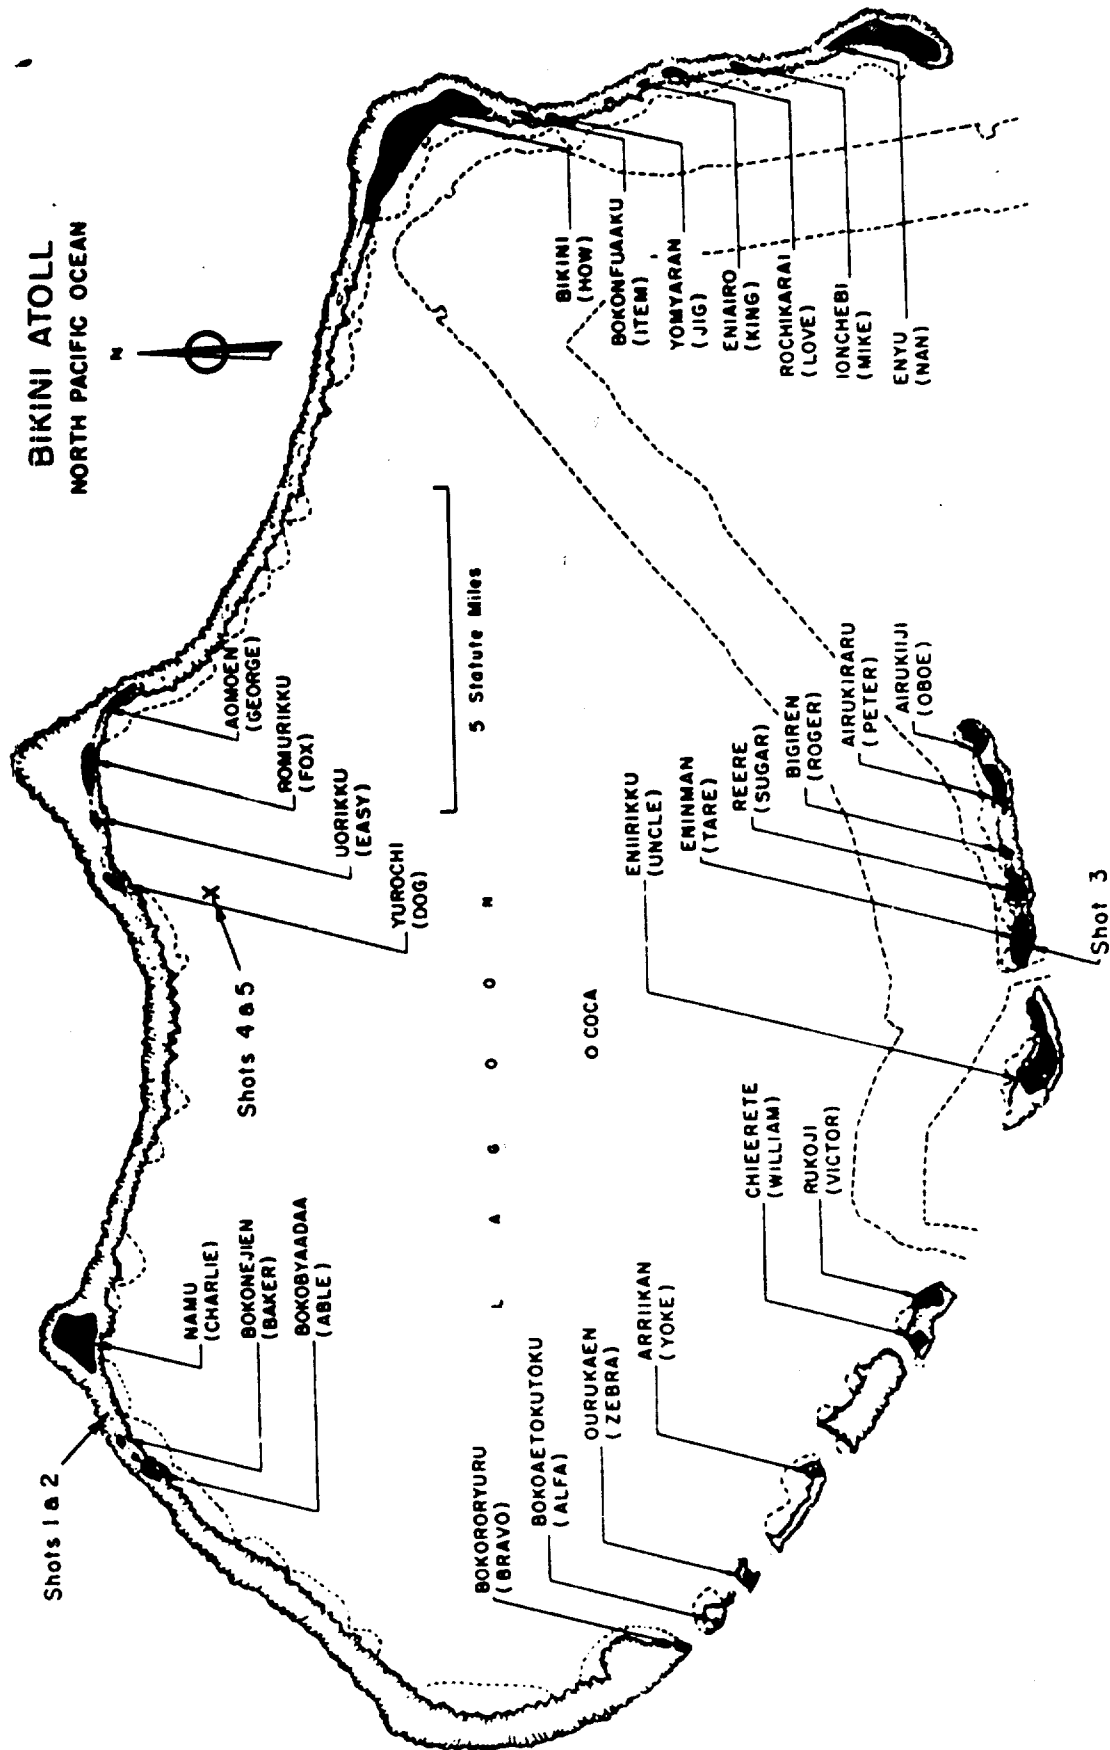 BIKINI ATOLL
NORTH PACIFIC OCEAN
N
Shots 1 & 2
NAMU
(CHARLIE)
BOKONEJIEN
(BAKER)
BOKOBYAADAA
(ABLE)
Shots 4 & 5
YUROCHI
(DOG)
UORIKKU
(EASY)
ROMURIKKU
(FOX)
AOMOEN
(GEORGE)
5 Statute Miles
LAGOON
COCA
BIKINI
(HOW)
BOKONFUAAKU
(ITEM)
YOMYARAN
(JIG)
ENIAIRO
(KING)
ROCHIKARAI
(LOVE)
IONCHEBI
(MIKE)
ENYU
(NAN)
BOKORORYURU
(BRAVO)
BOKOAETOKUTOKU
(ALFA)
OURUKAEN
(ZEBRA)
ARRIIKAN
(YOKE)
CHIEERETE
(WILLIAM)
RUKOJI
(VICTOR)
ENIIRIKKU
(UNCLE)
ENINMAN
(TARE)
REERE
(SUGAR)
BIGIREN
(ROGER)
AIRUKIRARU
(PETER)
AIRUKIIJI
(OBOE)
Shot 3